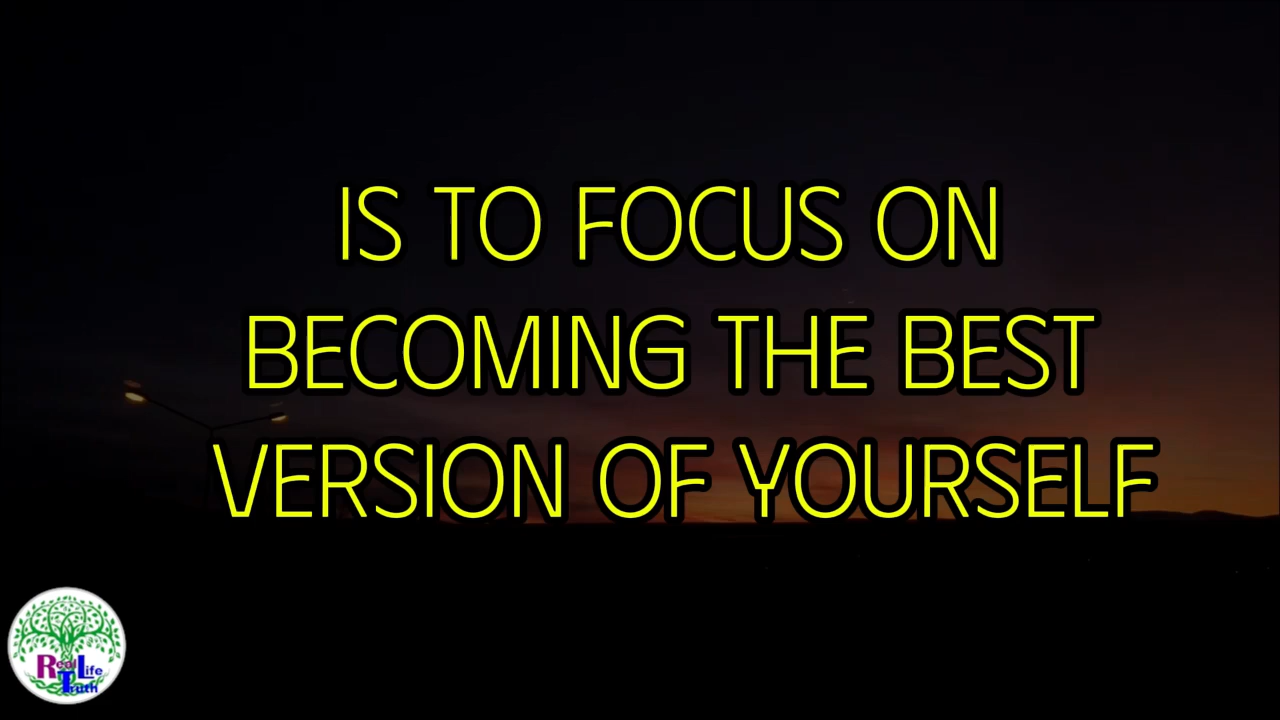 IS TO FOCUS ON
BECOMING THE BEST
VERSION OF YOURSELF
Real Life
Truth